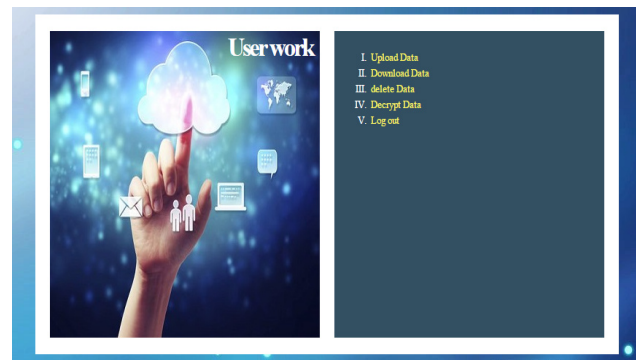 User work
I. Upload Data
II. Download Data
III. delete Data
IV. Decrypt Data
V. Log out